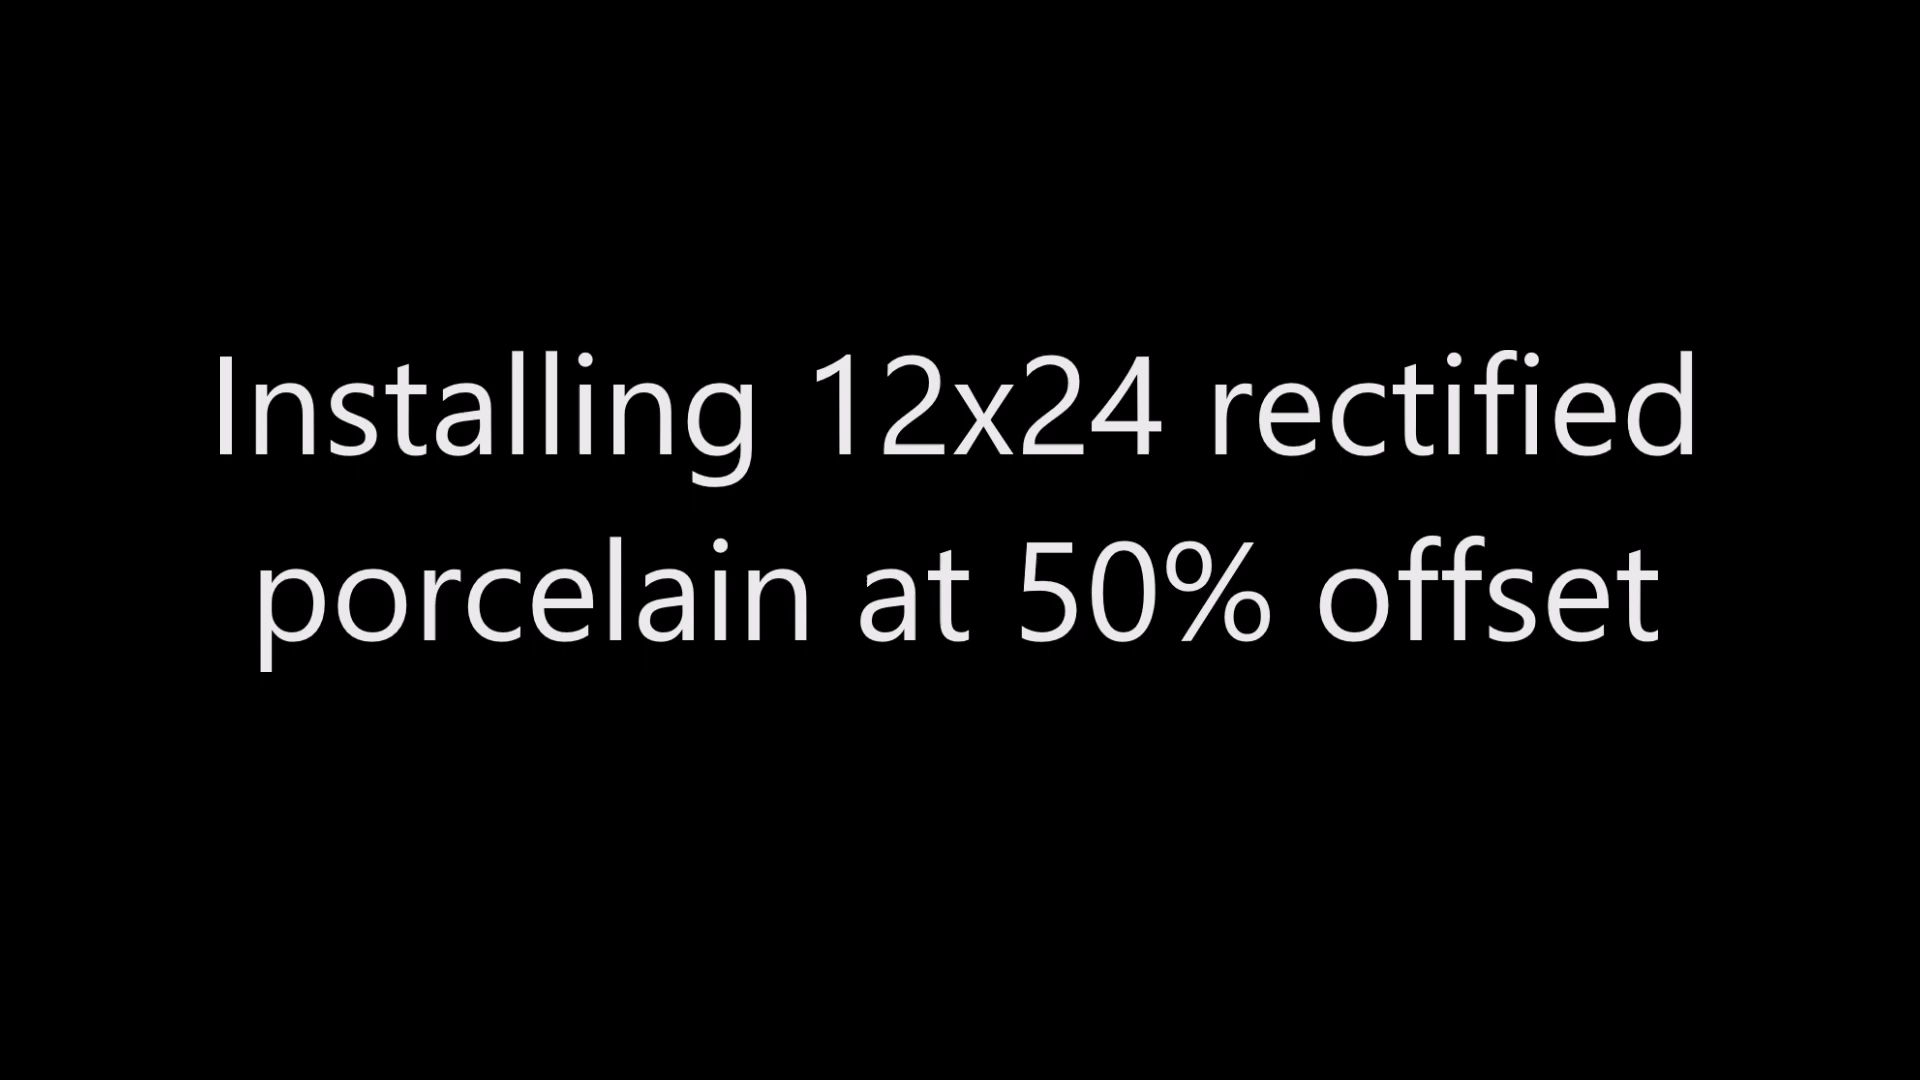 Installing 12x24 rectified
porcelain at 50% offset